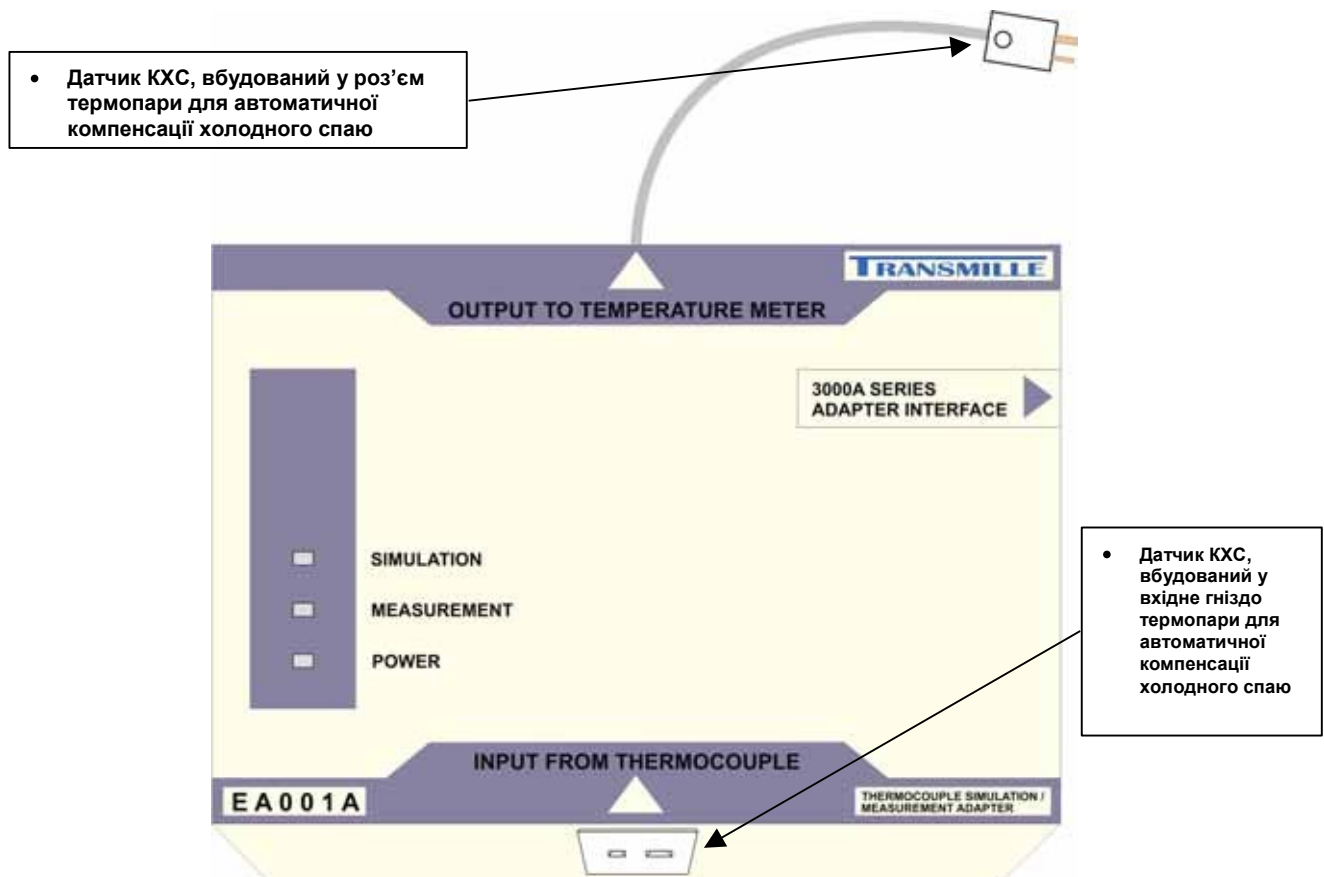 • Датчик КХС, вбудований у роз’єм
термопари для автоматичної
компенсації холодного спаю
TRANSMILLE
OUTPUT TO TEMPERATURE METER
3000A SERIES
ADAPTER INTERFACE
SIMULATION
MEASUREMENT
POWER
• Датчик КХС,
вбудований у
вхідне гніздо
термопари для
автоматичної
компенсації
холодного спаю
INPUT FROM THERMOCOUPLE
EA001A
THERMOCOUPLE SIMULATION /
MEASUREMENT ADAPTER